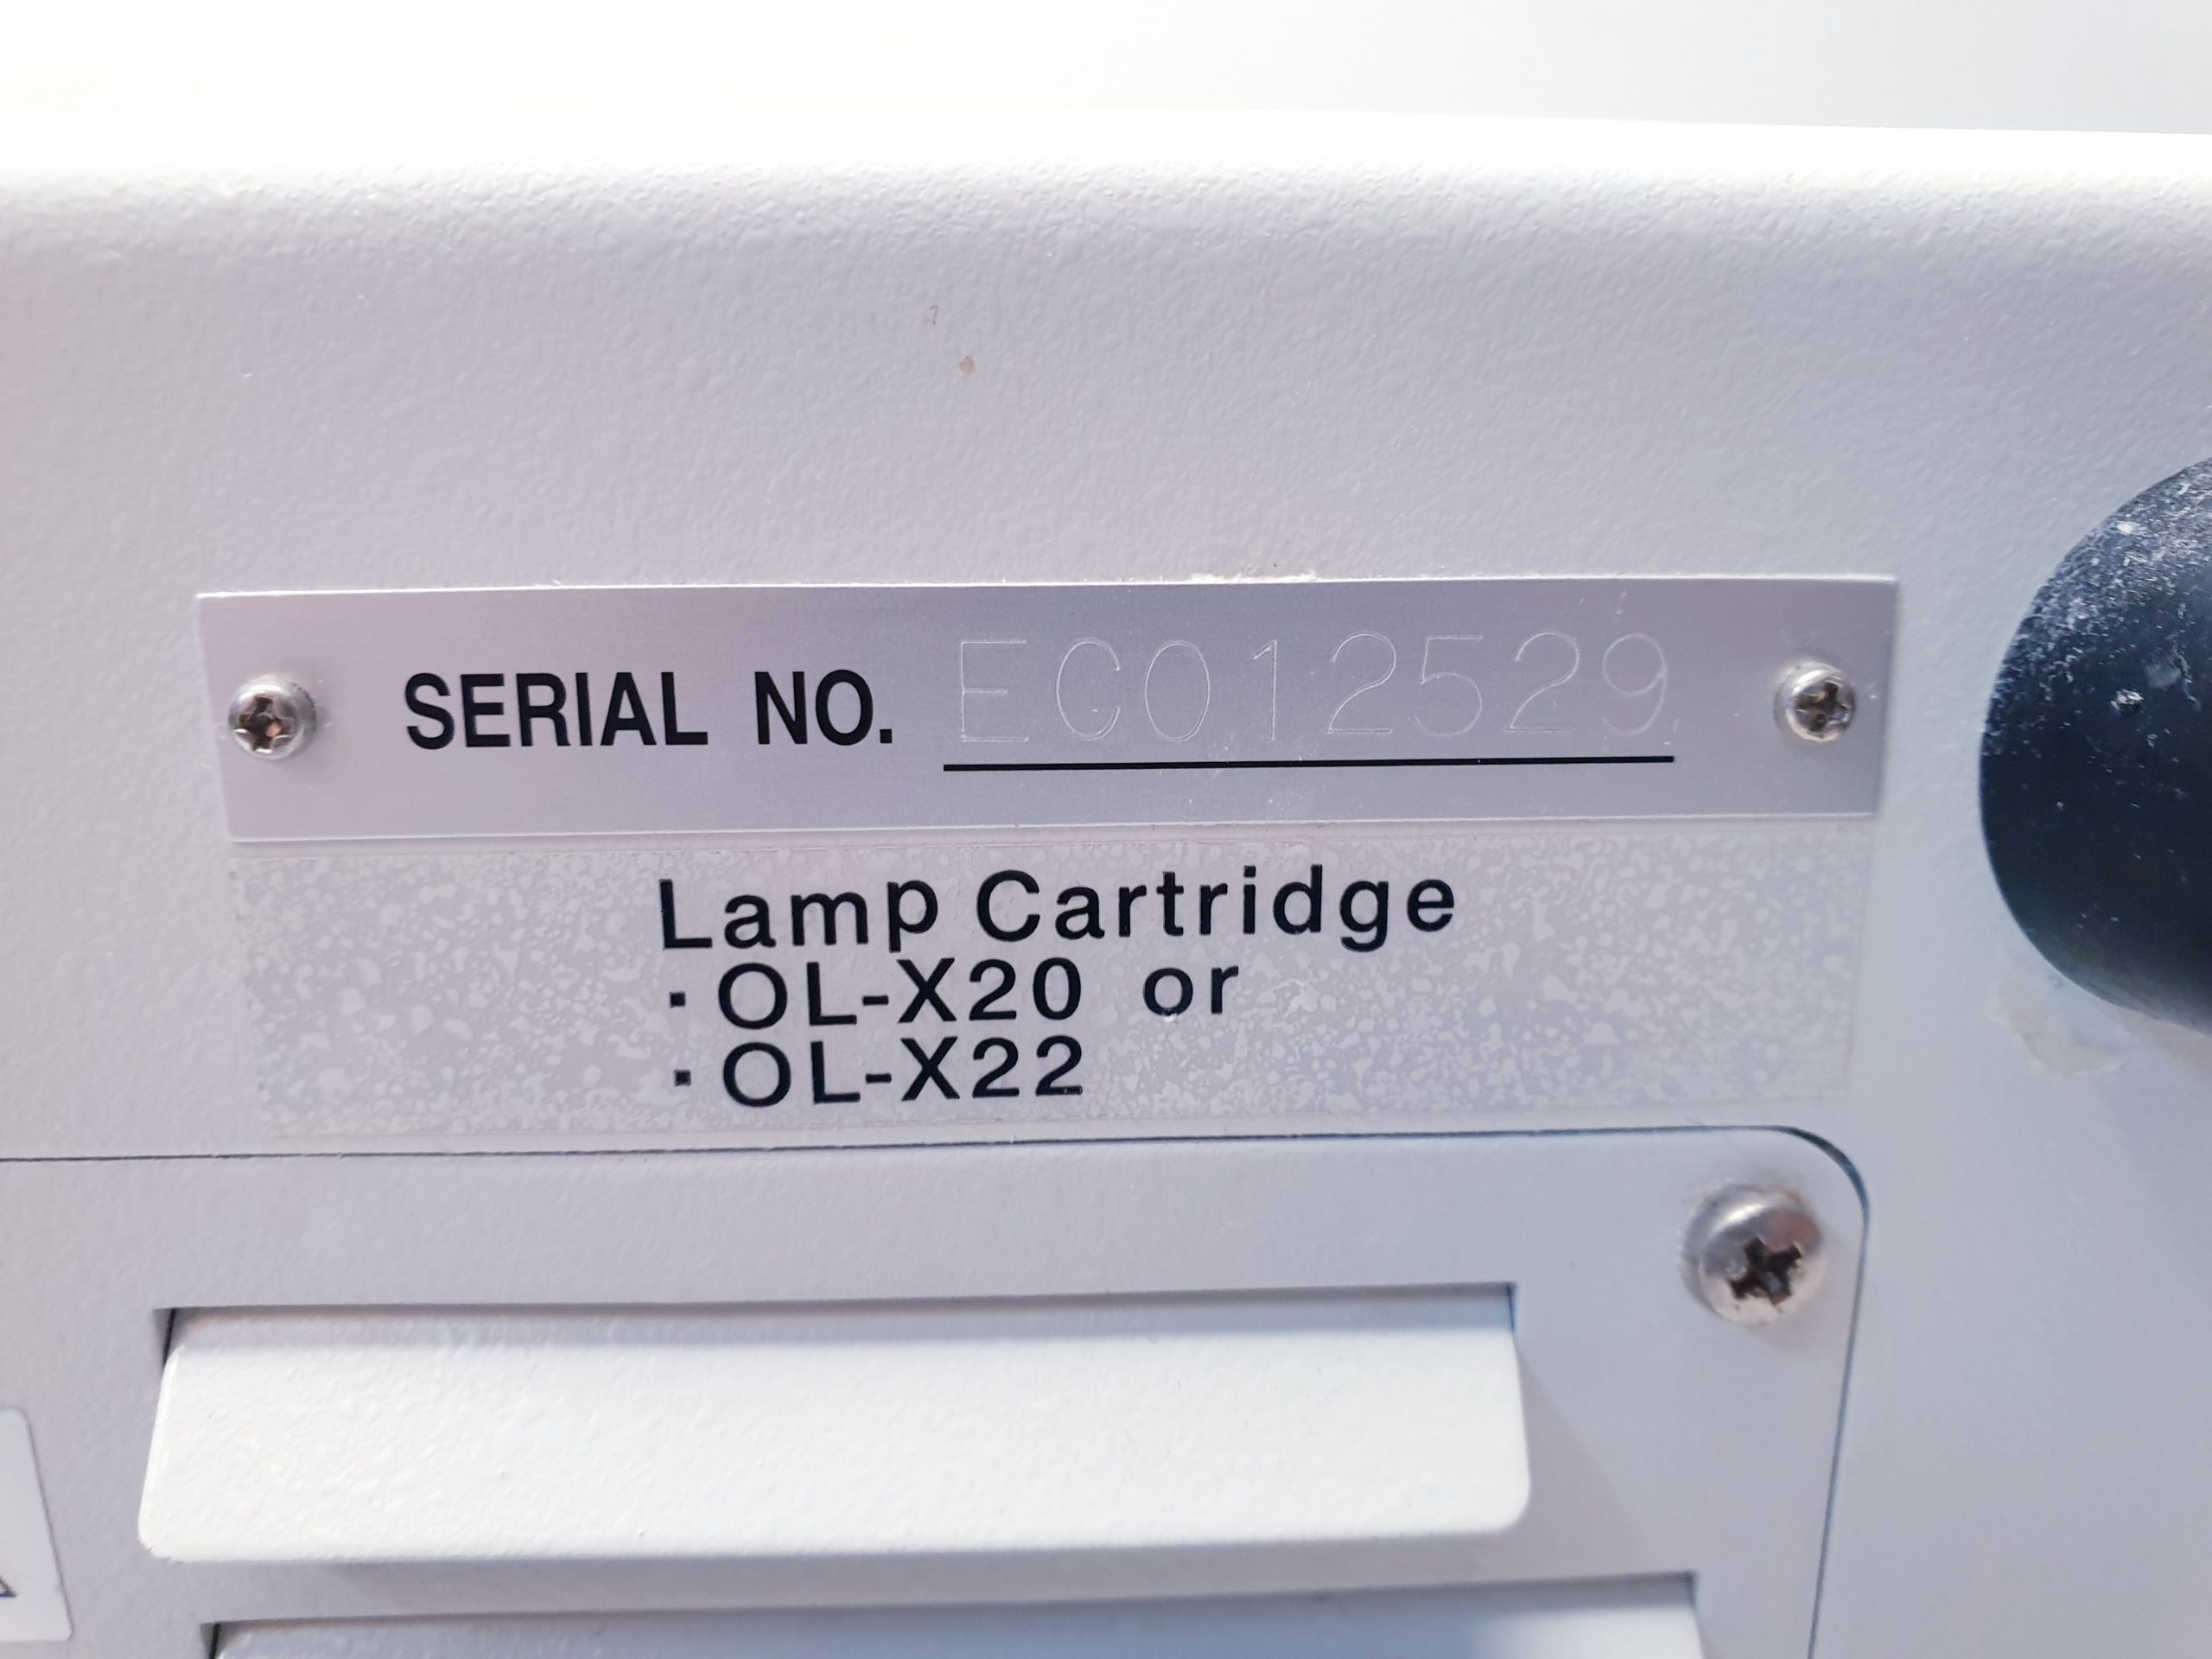 SERIAL NO. EC012529
Lamp Cartridge
·OL-X20 or
·OL-X22